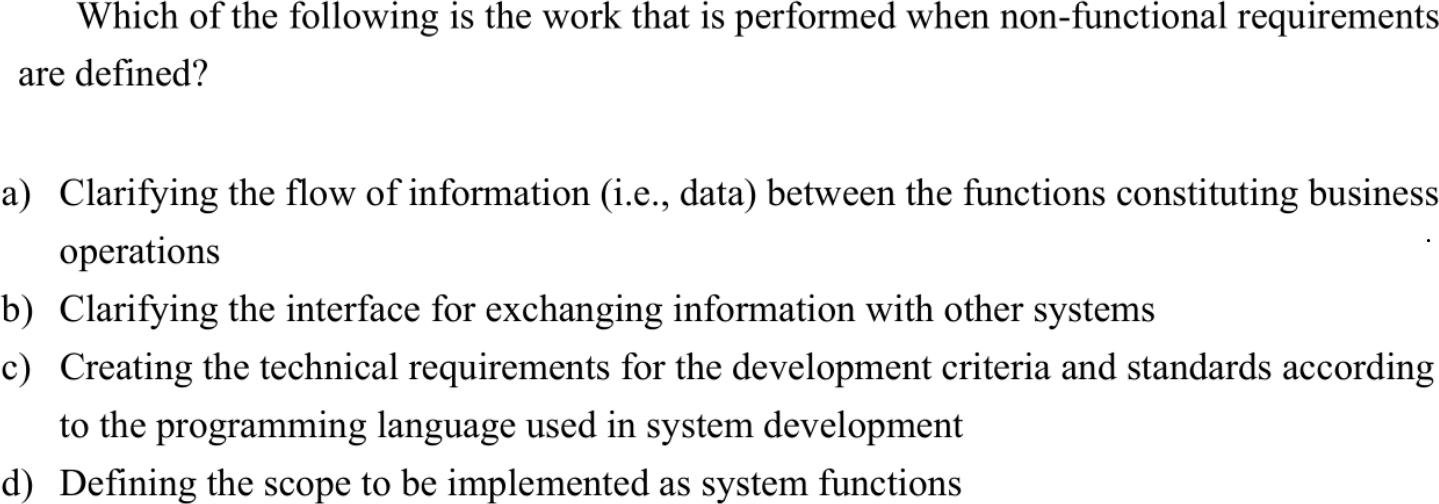 Which of the following is the work that is performed when non-functional requirements
are defined?
a) Clarifying the flow of information (i.e., data) between the functions constituting business
operations
b) Clarifying the interface for exchanging information with other systems
c) Creating the technical requirements for the development criteria and standards according
to the programming language used in system development
d) Defining the scope to be implemented as system functions